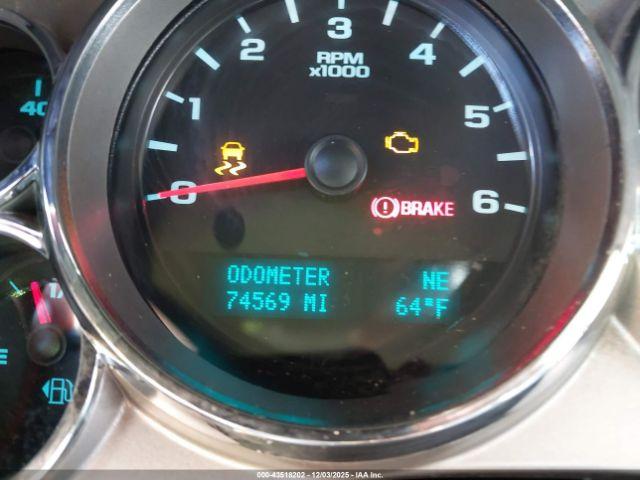 3
2
4
RPM
x1000
40
1
5
0
6
BRAKE
ODOMETER NE
74569 MI 64°F
E
000-43518202 - 12/03/2025 - IAA Inc.